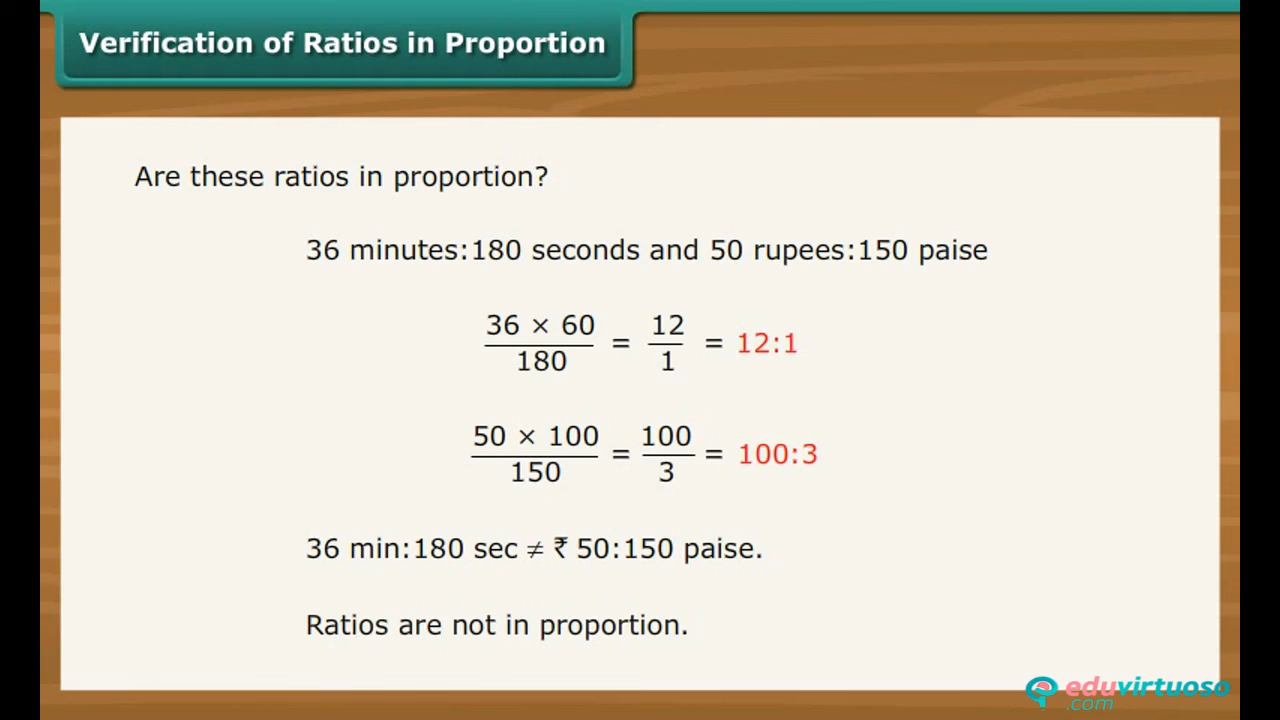 Verification of Ratios in Proportion
Are these ratios in proportion?
36 minutes:180 seconds and 50 rupees:150 paise
36 × 60
180
=
12
1
= 12:1
50 × 100
150
=
100
3
= 100:3
36 min:180 sec ≠ ₹ 50:150 paise.
Ratios are not in proportion.
eduvirtuoso
.com